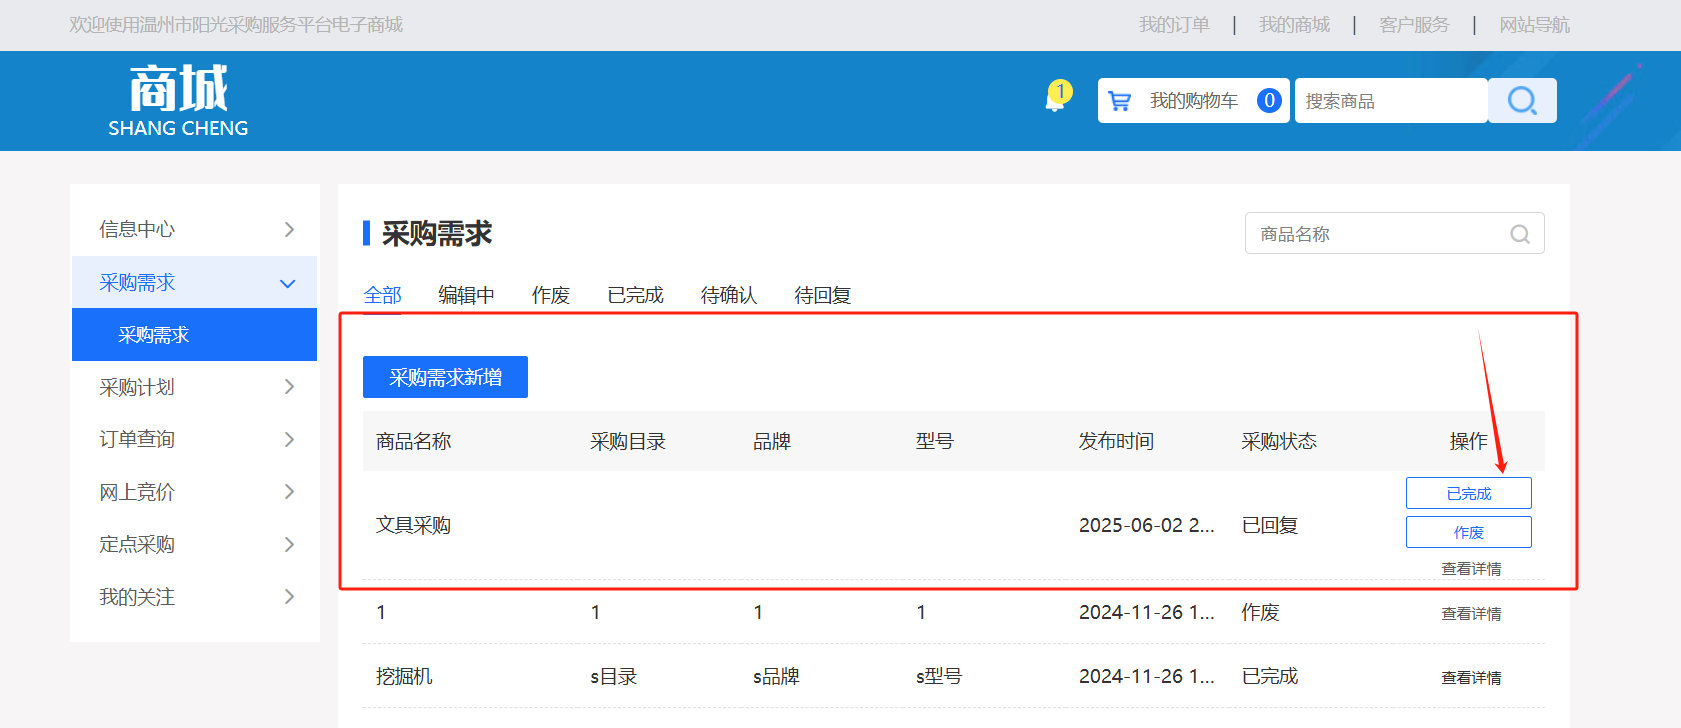 欢迎使用温州市阳光采购服务平台电子商城
我的订单 | 我的商城 | 客户服务 | 网站导航
商城
SHANG CHENG
1
我的购物车 0
搜索商品
信息中心
采购需求
采购需求
采购计划
订单查询
网上竞价
定点采购
我的关注
采购需求
商品名称
全部 编辑中 作废 已完成 待确认 待回复
采购需求新增
商品名称 采购目录 品牌 型号 发布时间 采购状态 操作
文具采购 2025-06-02 2... 已回复
已完成
作废
查看详情
1 1 1 1 2024-11-26 1... 作废 查看详情
挖掘机 s目录 s品牌 s型号 2024-11-26 1... 已完成 查看详情